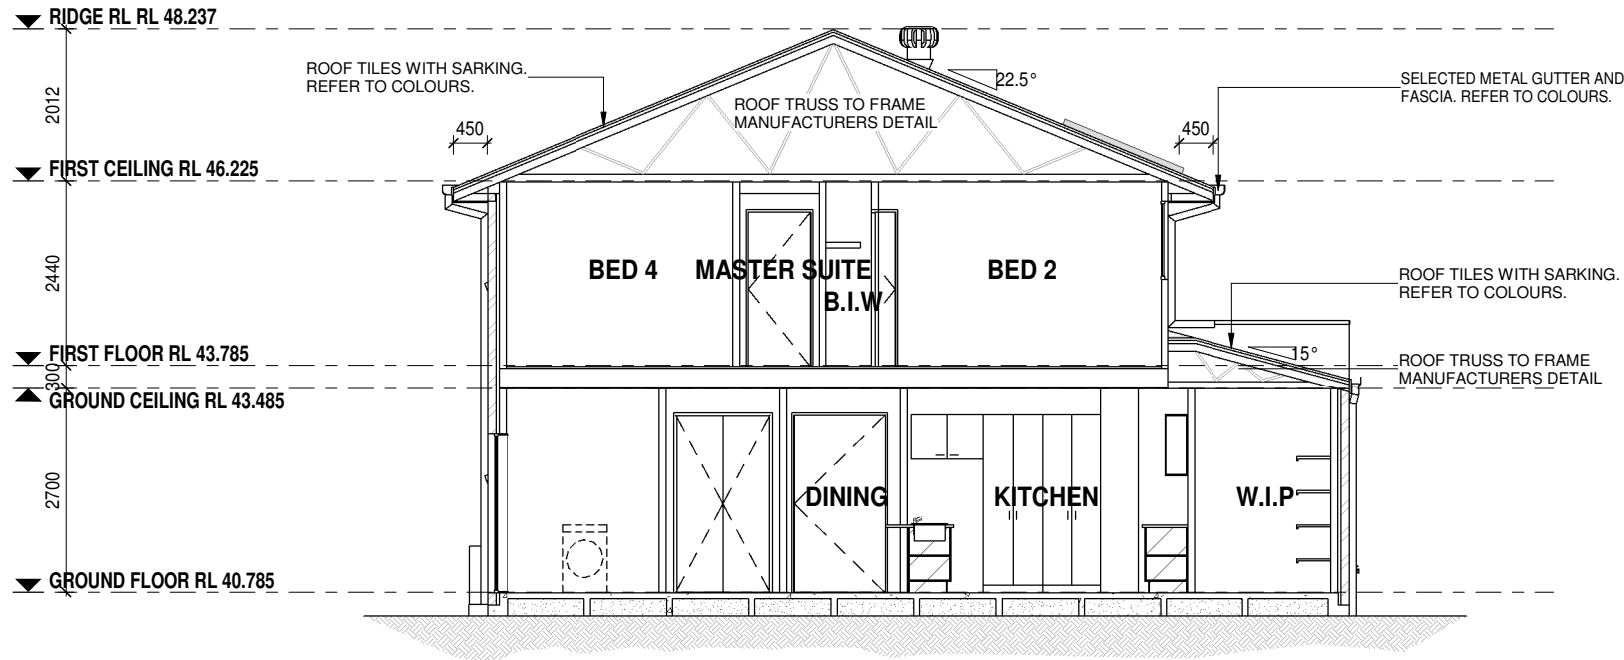 RIDGE RL RL 48.237
ROOF TILES WITH SARKING.
REFER TO COLOURS.
22.5°
SELECTED METAL GUTTER AND
FASCIA. REFER TO COLOURS.
2012
ROOF TRUSS TO FRAME
MANUFACTURERS DETAIL
450
450
FIRST CEILING RL 46.225
2440
BED 4
MASTER SUITE
B.I.W
BED 2
ROOF TILES WITH SARKING.
REFER TO COLOURS.
FIRST FLOOR RL 43.785
15°
ROOF TRUSS TO FRAME
MANUFACTURERS DETAIL
300
GROUND CEILING RL 43.485
2700
DINING
KITCHEN
W.I.P
GROUND FLOOR RL 40.785